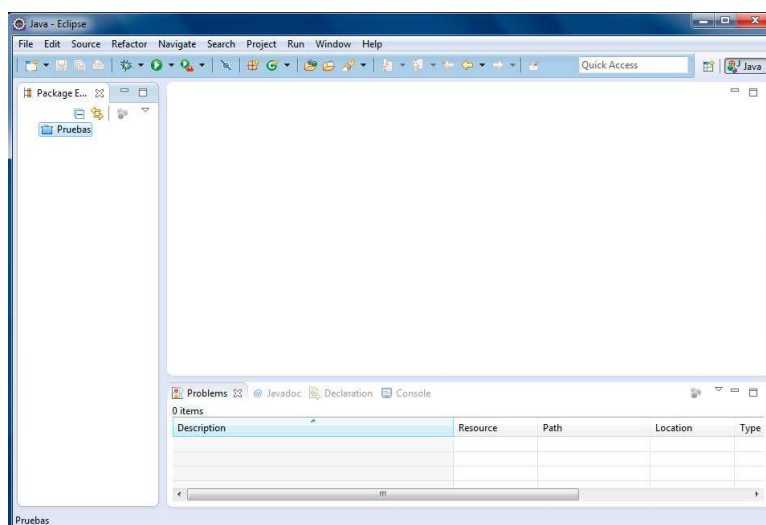 Java - Eclipse
File Edit Source Refactor Navigate Search Project Run Window Help
Quick Access
Java
Package E...
Pruebas
Problems @ Javadoc Declaration Console
0 items
Description Resource Path Location Type
Pruebas